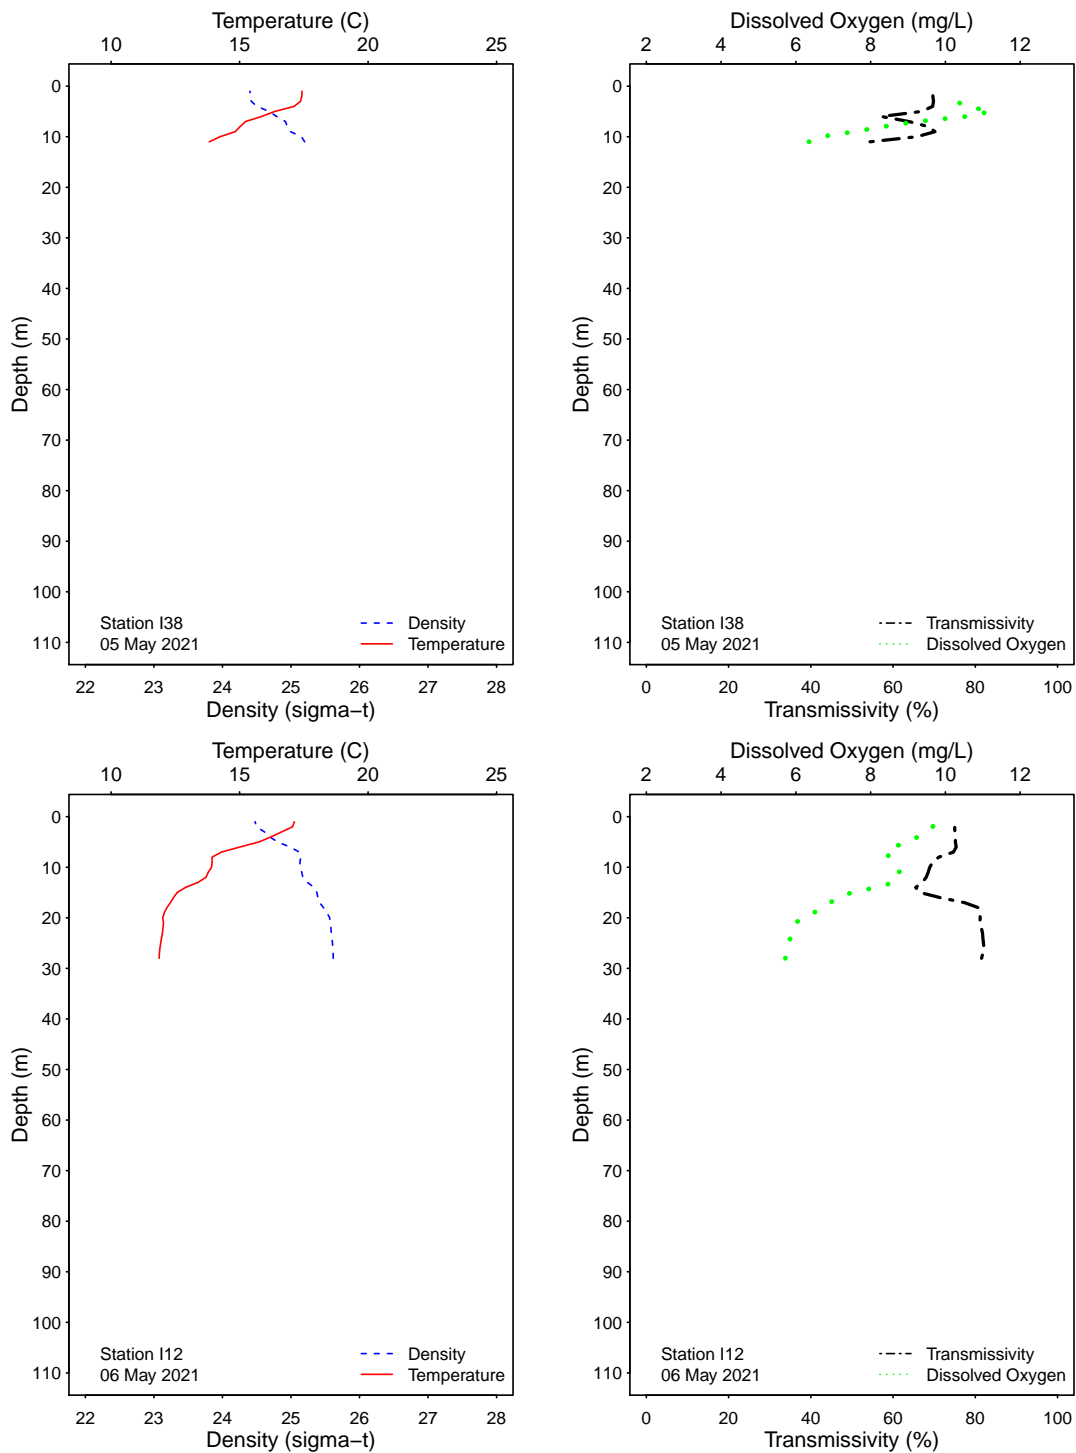 Temperature (C)
10 15 20 25
0
10
20
30
40
50
60
70
80
90
100
110
Depth (m)
Station I38
05 May 2021
Density
Temperature
22 23 24 25 26 27 28
Density (sigma−t)
Dissolved Oxygen (mg/L)
2 4 6 8 10 12
0
10
20
30
40
50
60
70
80
90
100
110
Depth (m)
Station I38
05 May 2021
Transmissivity
Dissolved Oxygen
0 20 40 60 80 100
Transmissivity (%)
Temperature (C)
10 15 20 25
0
10
20
30
40
50
60
70
80
90
100
110
Depth (m)
Station I12
06 May 2021
Density
Temperature
22 23 24 25 26 27 28
Density (sigma−t)
Dissolved Oxygen (mg/L)
2 4 6 8 10 12
0
10
20
30
40
50
60
70
80
90
100
110
Depth (m)
Station I12
06 May 2021
Transmissivity
Dissolved Oxygen
0 20 40 60 80 100
Transmissivity (%)